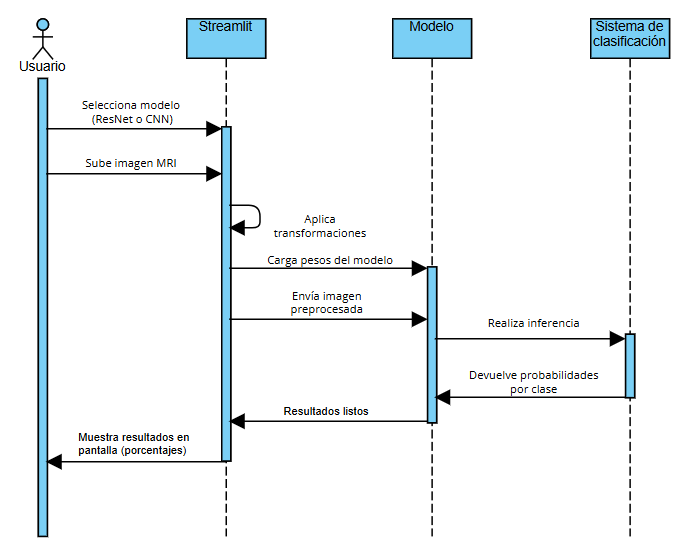 Usuario
Streamlit
Modelo
Sistema de
clasificación
Selecciona modelo
(ResNet o CNN)
Sube imagen MRI
Aplica
transformaciones
Carga pesos del modelo
Envía imagen
preprocesada
Realiza inferencia
Devuelve probabilidades
por clase
Resultados listos
Muestra resultados en
pantalla (porcentajes)